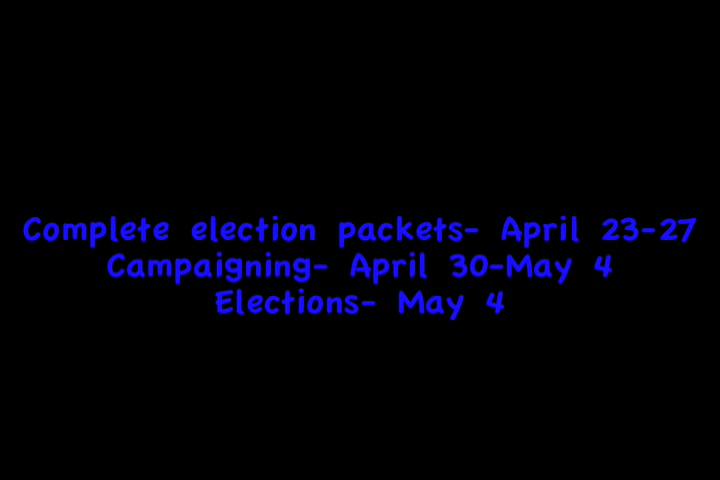 Complete election packets- April 23-27
Campaigning- April 30-May 4
Elections- May 4